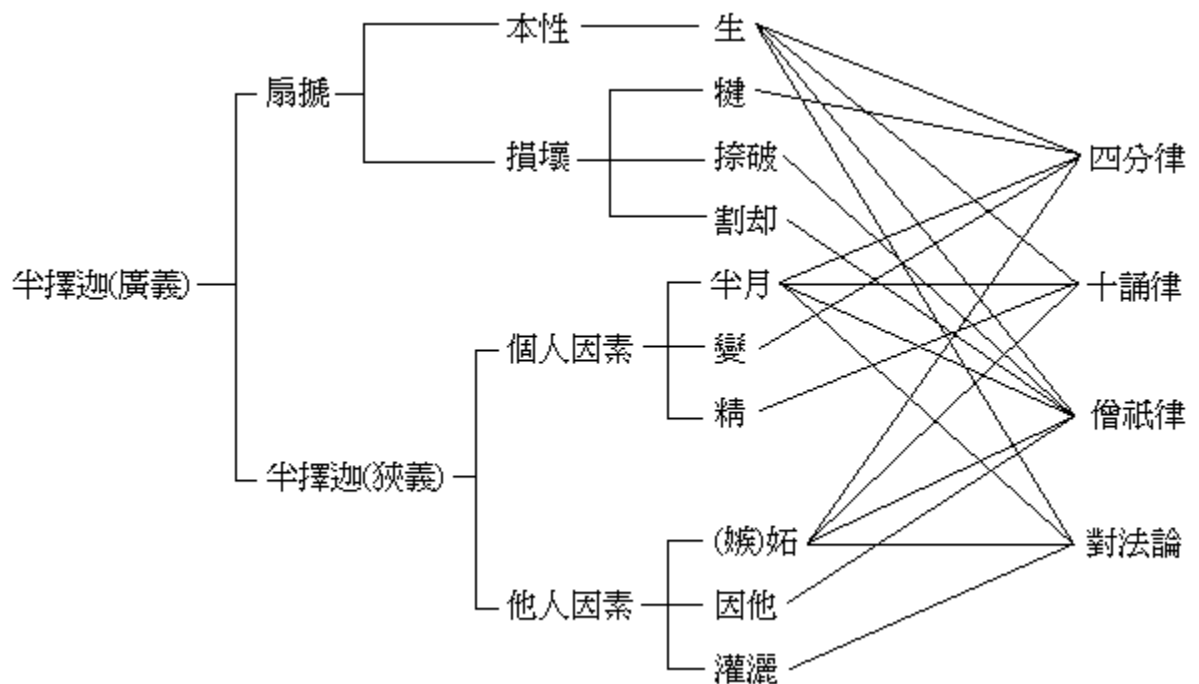 半擇迦(廣義)
扇搋
半擇迦(狹義)
本性
損壞
個人因素
他人因素
生
犍
捺破
割却
半月
變
精
(嫉)妬
因他
灌灑
四分律
十誦律
僧祇律
對法論